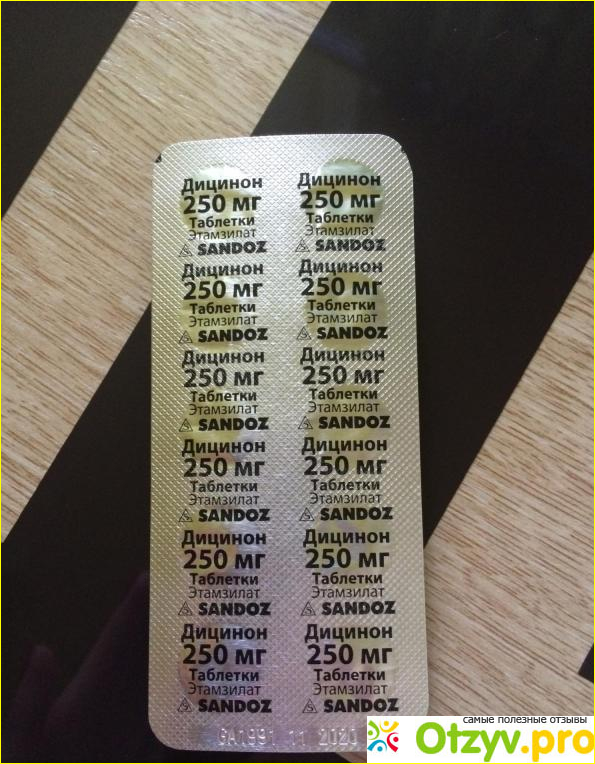 Дицинон
250 мг
Таблетки
Этамзилат
SANDOZ
Дицинон
250 мг
Таблетки
Этамзилат
SANDOZ
Дицинон
250 мг
Таблетки
Этамзилат
SANDOZ
Дицинон
250 мг
Таблетки
Этамзилат
SANDOZ
Дицинон
250 мг
Таблетки
Этамзилат
SANDOZ
Дицинон
250 мг
Таблетки
Этамзилат
SANDOZ
Дицинон
250 мг
Таблетки
Этамзилат
SANDOZ
Дицинон
250 мг
Таблетки
Этамзилат
SANDOZ
Дицинон
250 мг
Таблетки
Этамзилат
SANDOZ
Дицинон
250 мг
Таблетки
Этамзилат
SANDOZ
Дицинон
250 мг
Таблетки
Этамзилат
SANDOZ
Дицинон
250 мг
Таблетки
Этамзилат
SANDOZ
GA1991 11 2020
самые полезные отзывы
Otzyv.pro